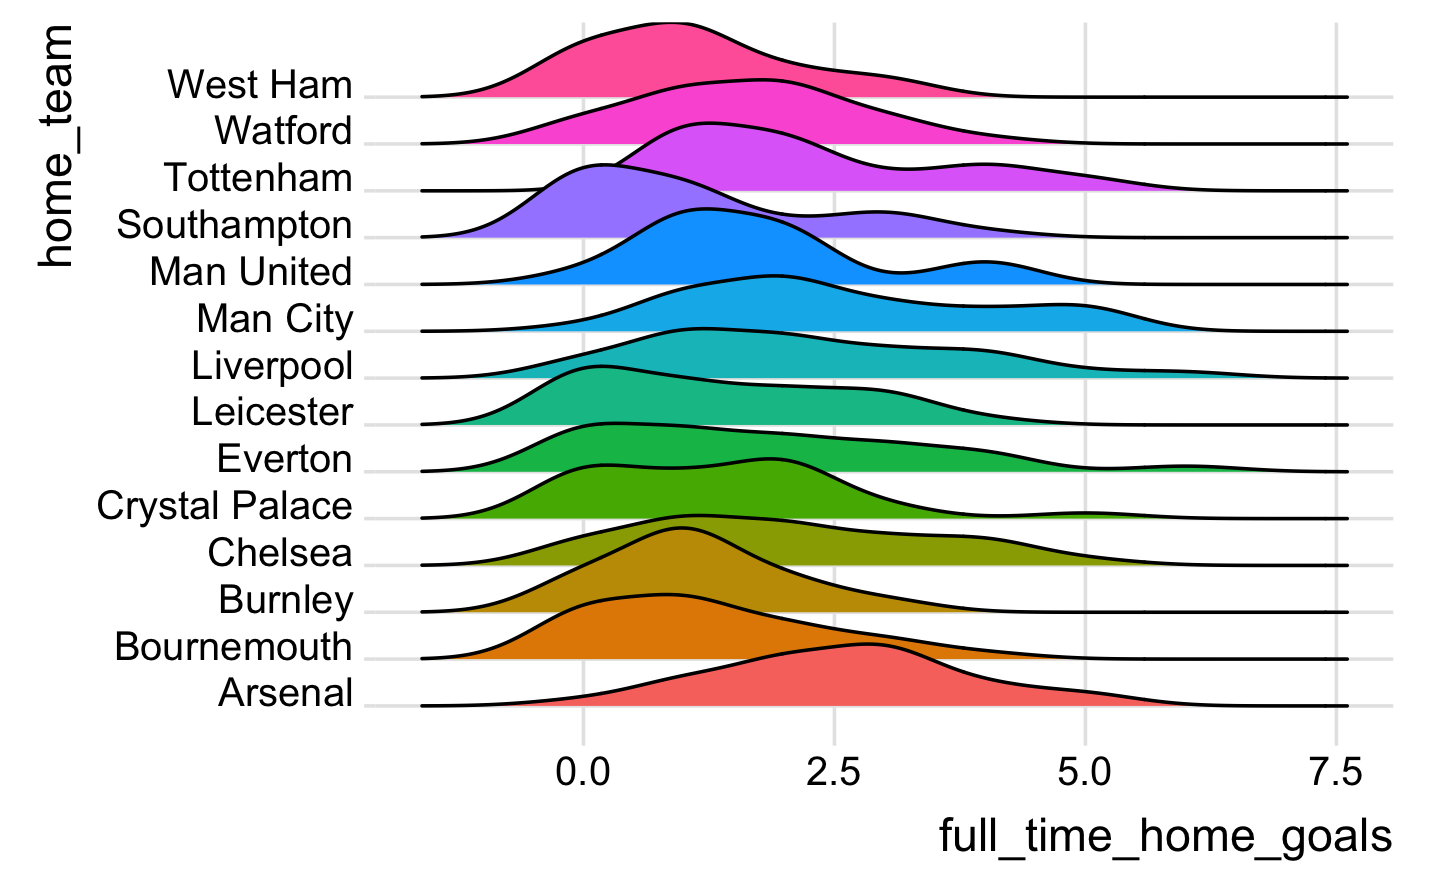 home_team
West Ham
Watford
Tottenham
Southampton
Man United
Man City
Liverpool
Leicester
Everton
Crystal Palace
Chelsea
Burnley
Bournemouth
Arsenal
0.0 2.5 5.0 7.5
full_time_home_goals